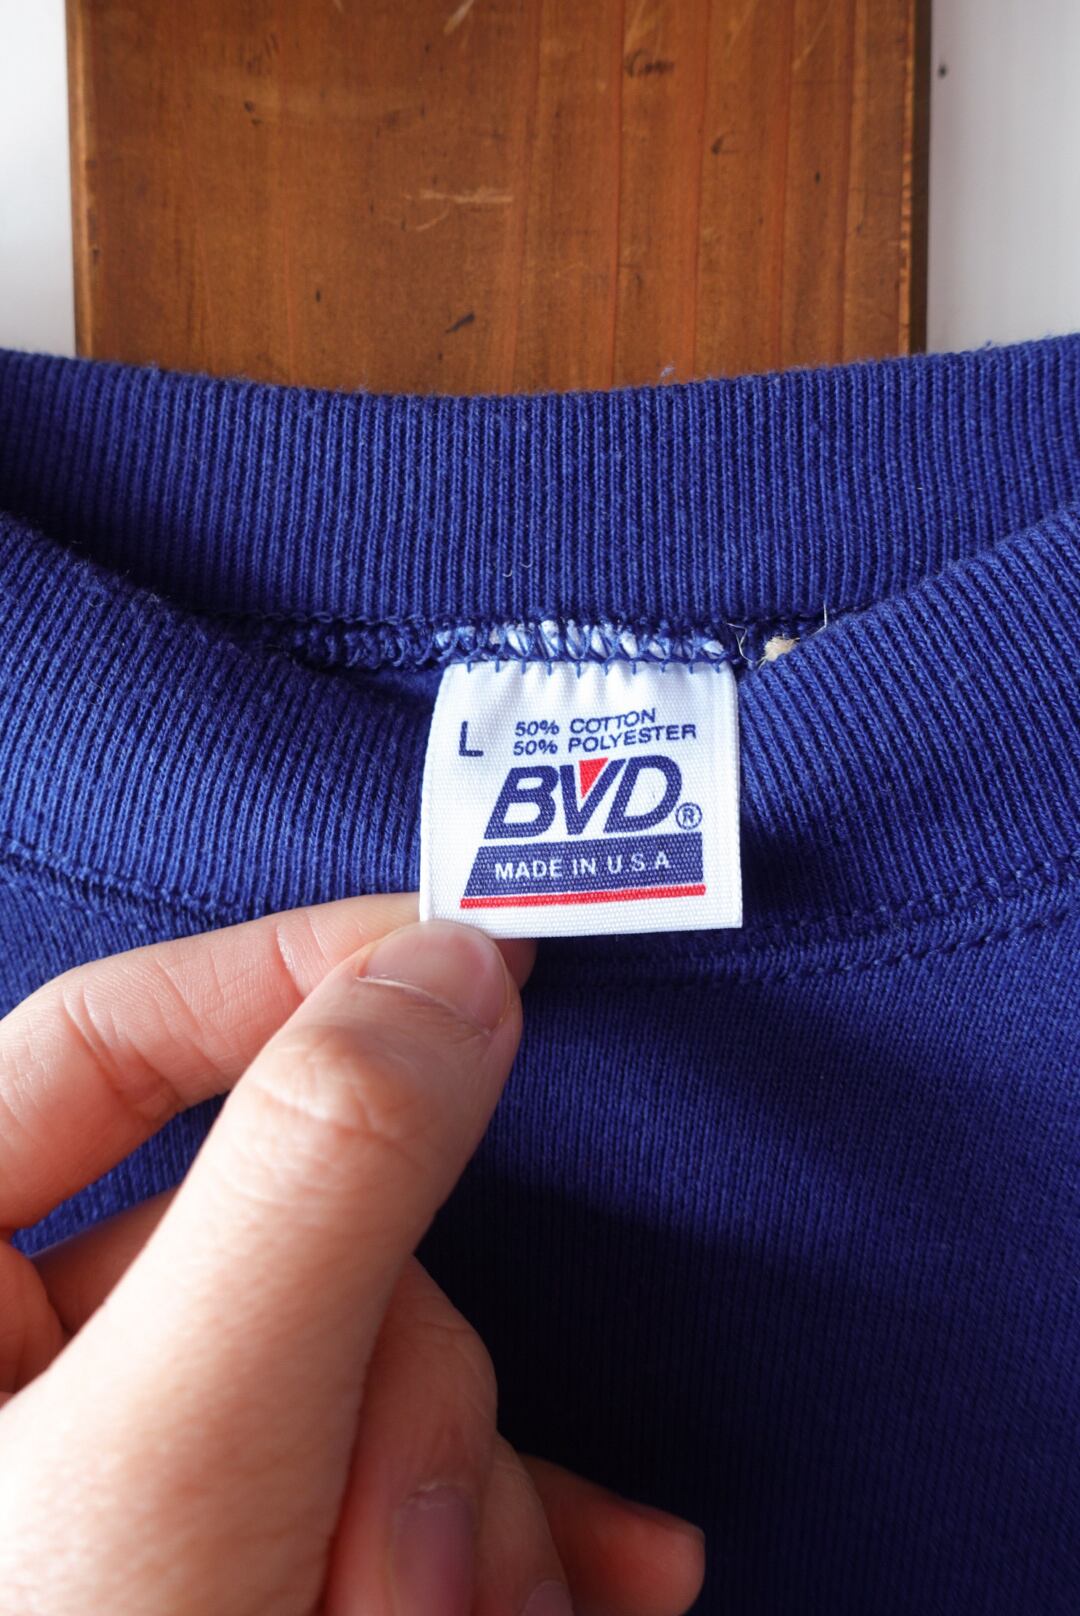 L
50% COTTON
50% POLYESTER
BVD®
MADE IN U.S.A